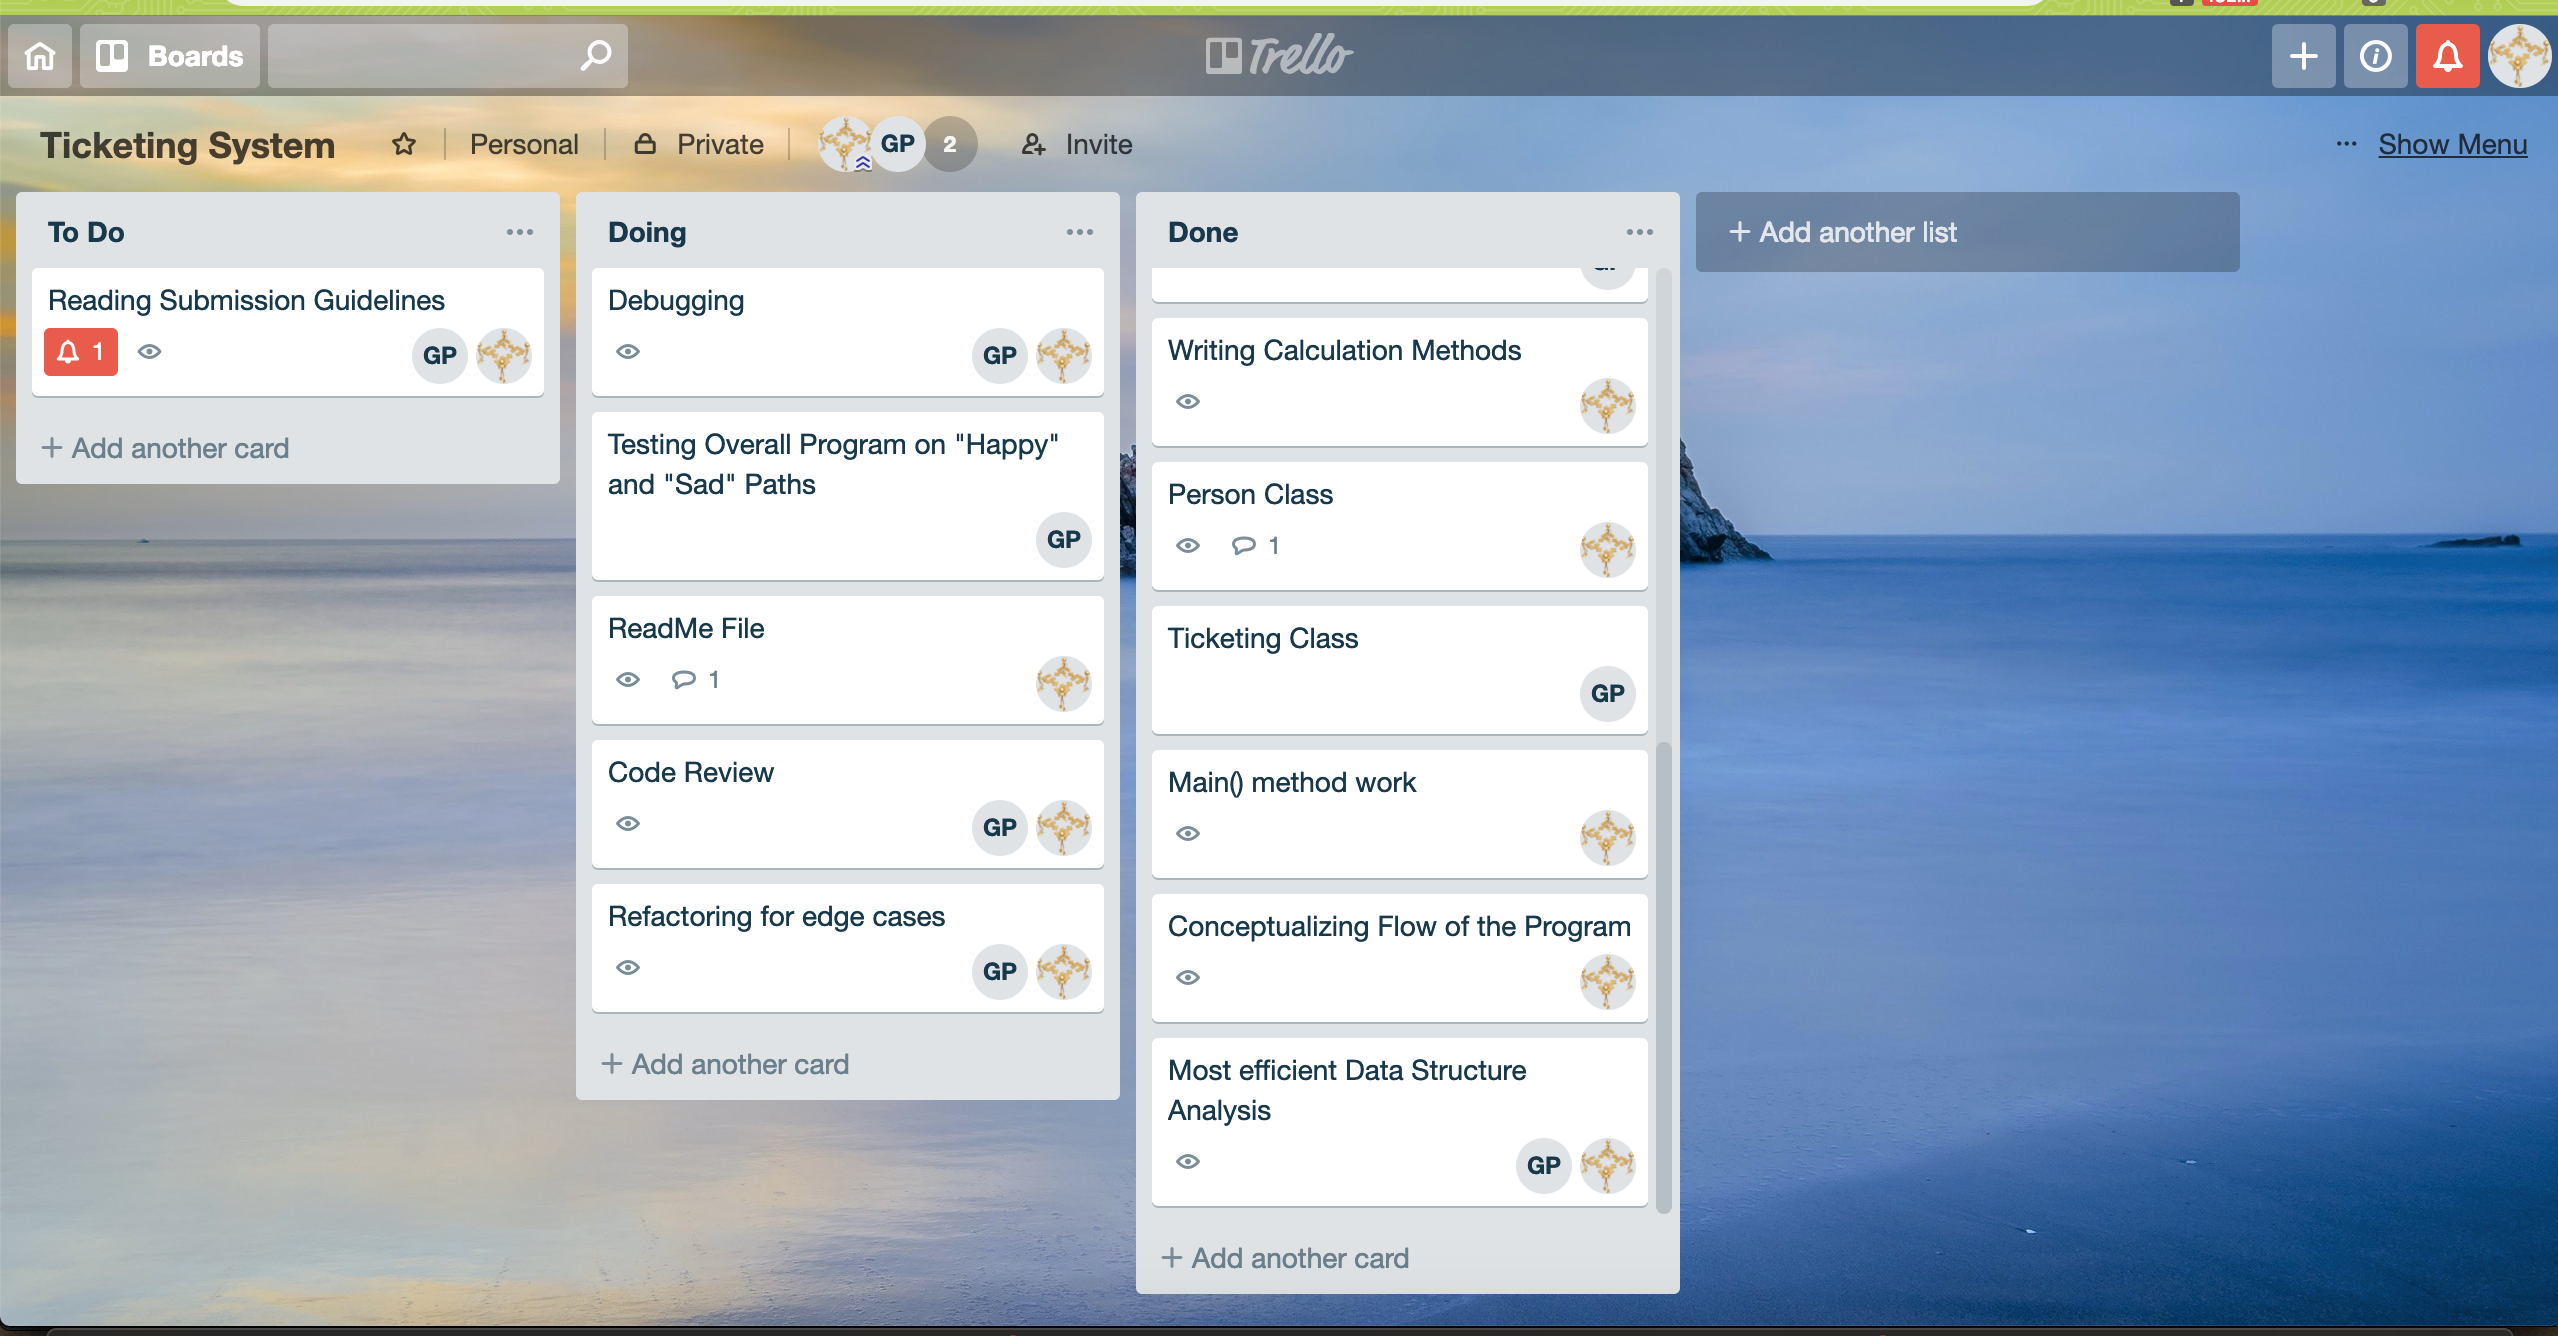 Boards
Trello
Ticketing System
Personal
Private
GP
2
Invite
... Show Menu
To Do
Reading Submission Guidelines
1
GP
+ Add another card
Doing
Debugging
GP
Testing Overall Program on "Happy"
and "Sad" Paths
GP
ReadMe File
1
Code Review
GP
Refactoring for edge cases
GP
+ Add another card
Done
Writing Calculation Methods
Person Class
1
Ticketing Class
GP
Main() method work
Conceptualizing Flow of the Program
Most efficient Data Structure
Analysis
GP
+ Add another card
+ Add another list